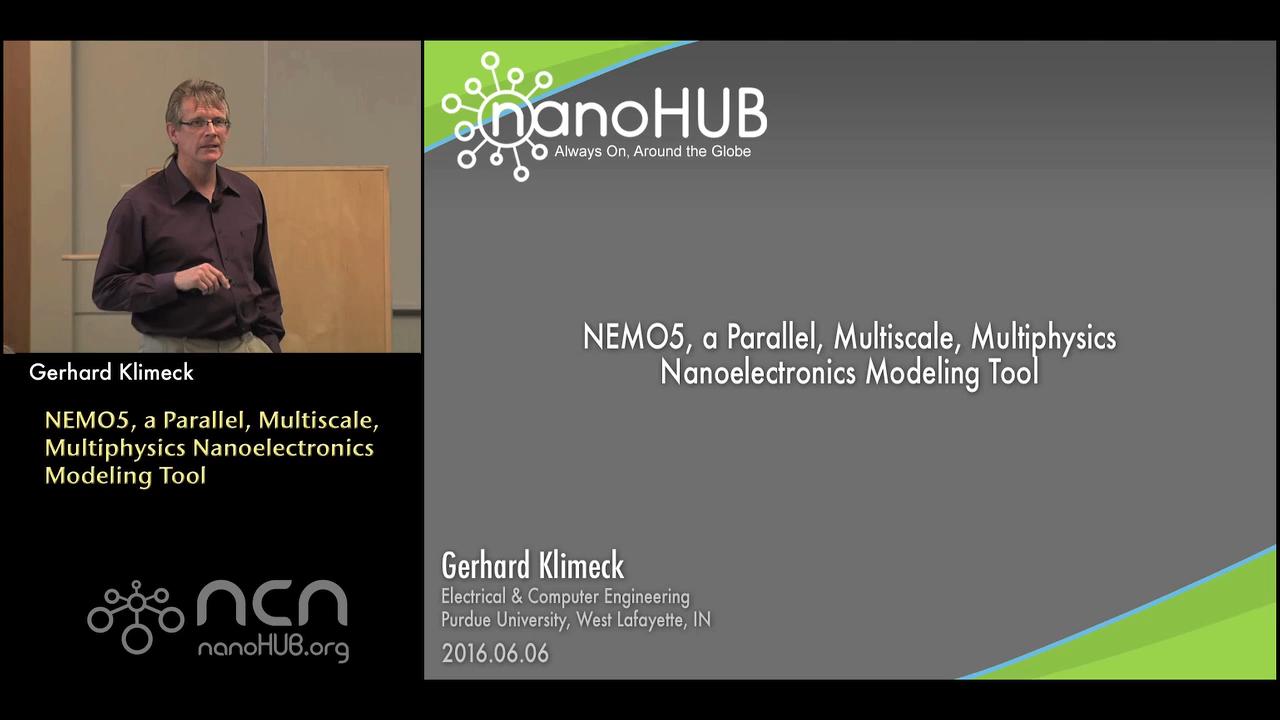 Gerhard Klimeck
NEMO5, a Parallel, Multiscale,
Multiphysics Nanoelectronics
Modeling Tool
ncn
nanoHUB.org
nanoHUB
Always On, Around the Globe
NEMO5, a Parallel, Multiscale, Multiphysics
Nanoelectronics Modeling Tool
Gerhard Klimeck
Electrical & Computer Engineering
Purdue University, West Lafayette, IN
2016.06.06